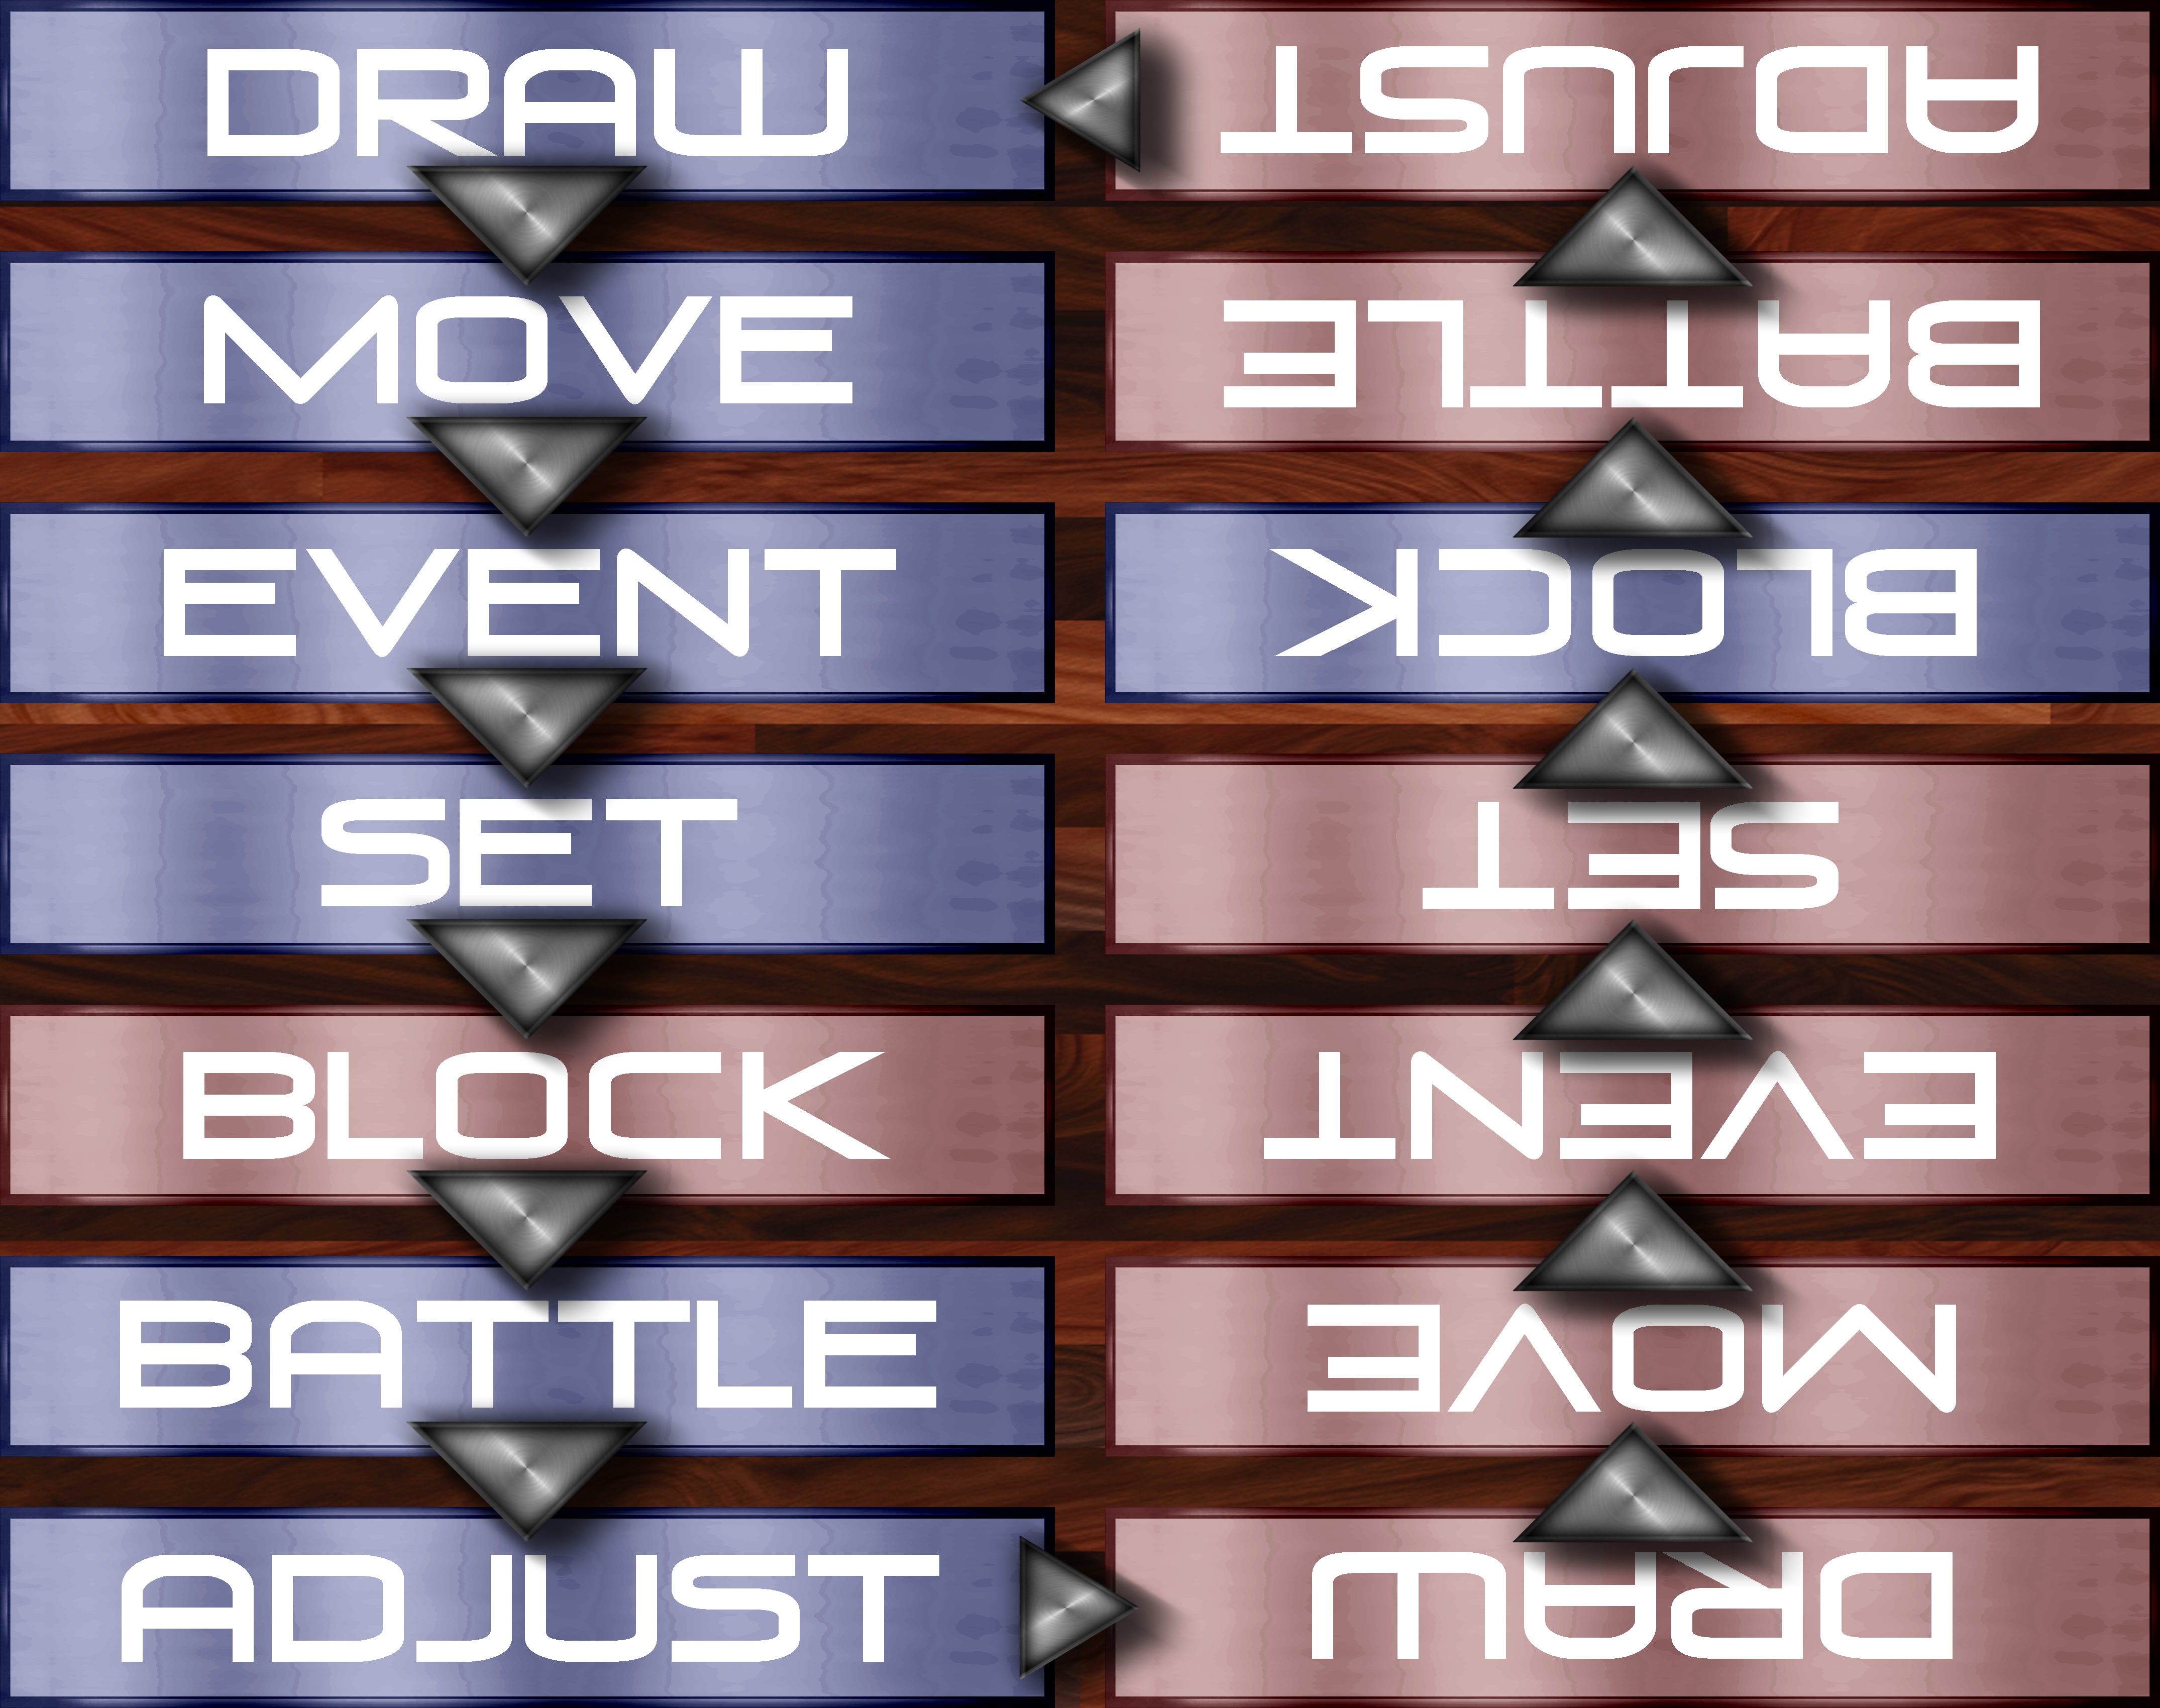 DRAW
MOVE
EVENT
SET
BLOCK
BATTLE
ADJUST
DRAW
MOVE
EVENT
SET
BLOCK
BATTLE
ADJUST